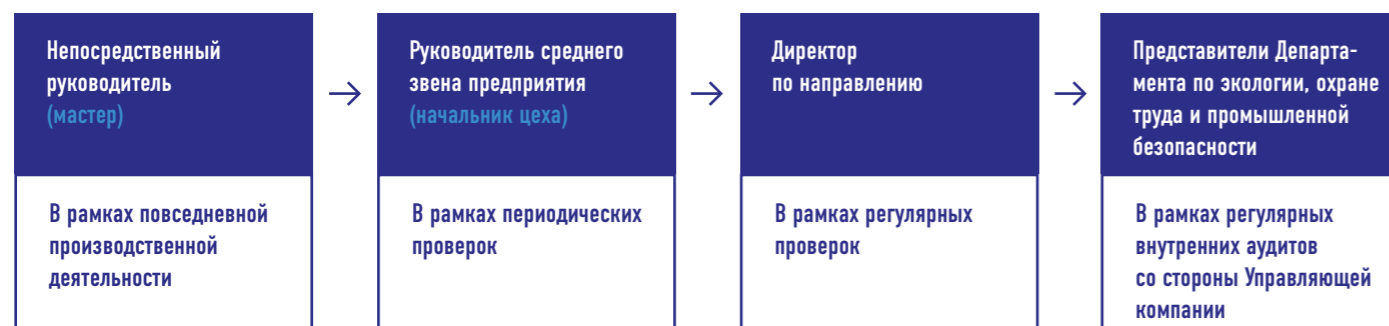 Непосредственный
руководитель
(мастер)
В рамках повседневной
производственной
деятельности
Руководитель среднего
звена предприятия
(начальник цеха)
В рамках периодических
проверок
Директор
по направлению
В рамках регулярных
проверок
Представители Департа-
мента по экологии, охране
труда и промышленной
безопасности
В рамках регулярных
внутренних аудитов
со стороны Управляющей
компании